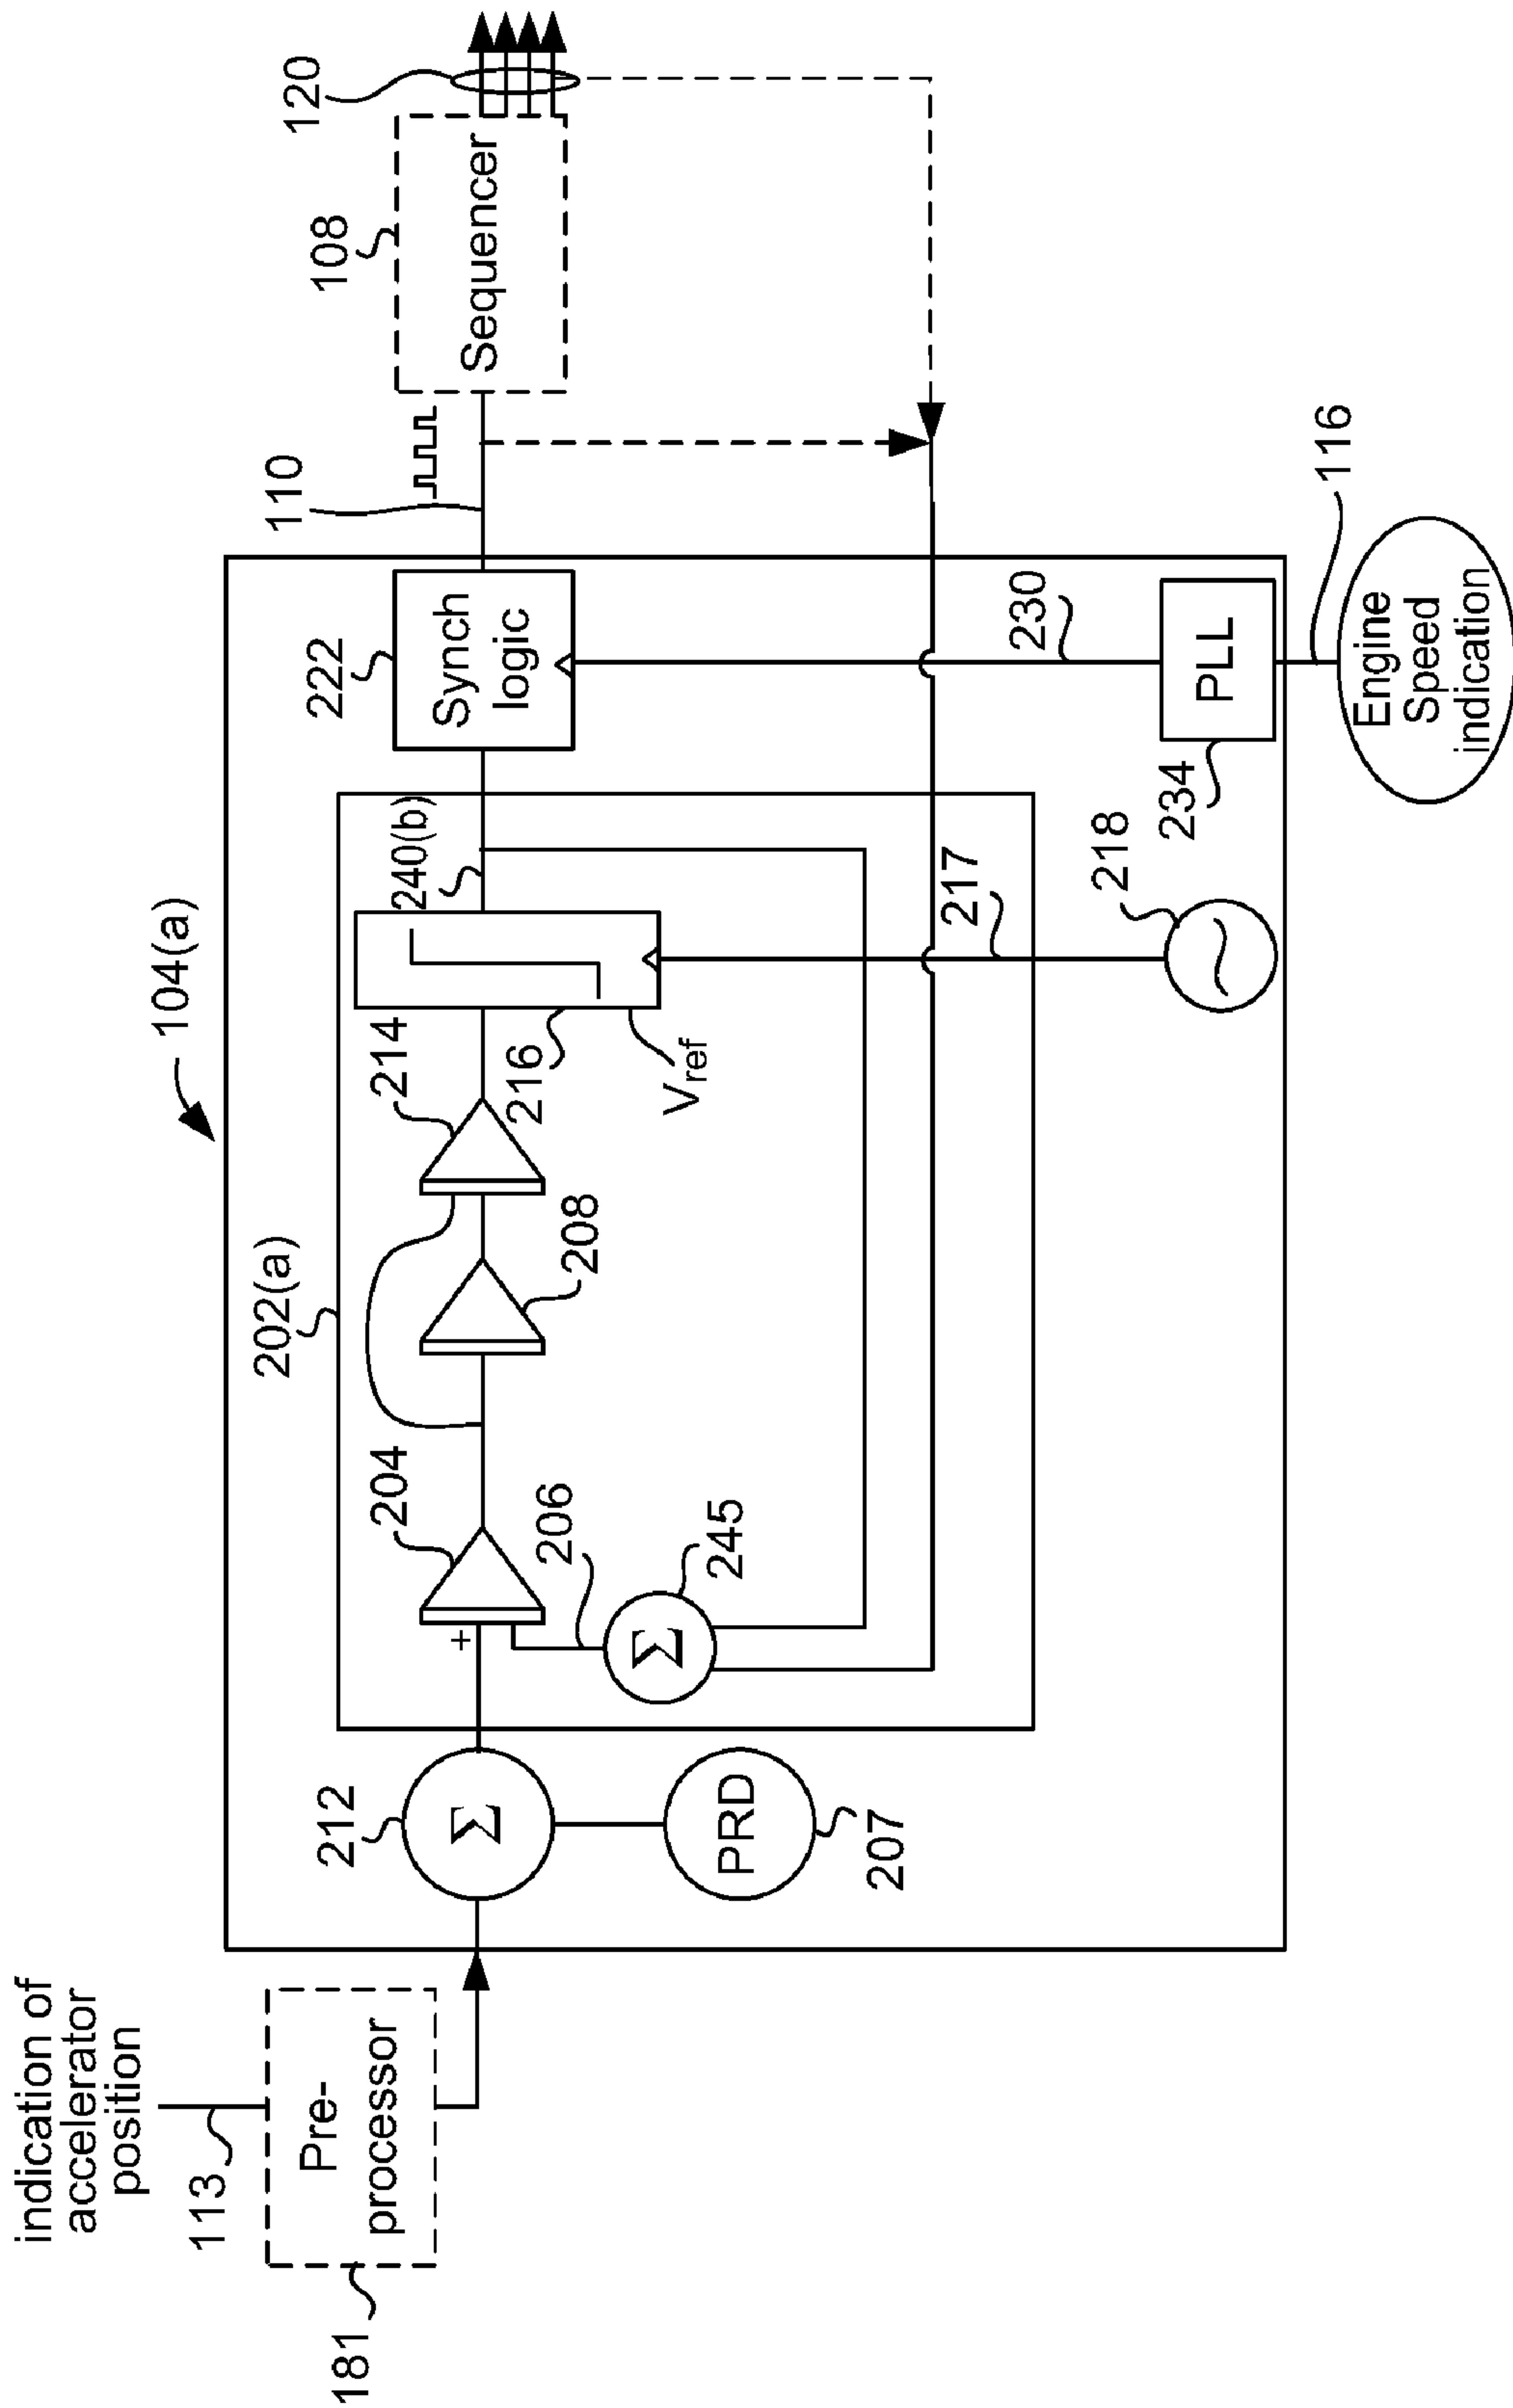 indication of
accelerator
position
113
181
Pre-
processor
104(a)
212
Σ
PRD
207
202(a)
204
+
206
Σ
245
208
214
216
Vref
240(b)
217
218
222
Synch
logic
230
PLL
234
116
Engine
Speed
indication
110
108
Sequencer
120